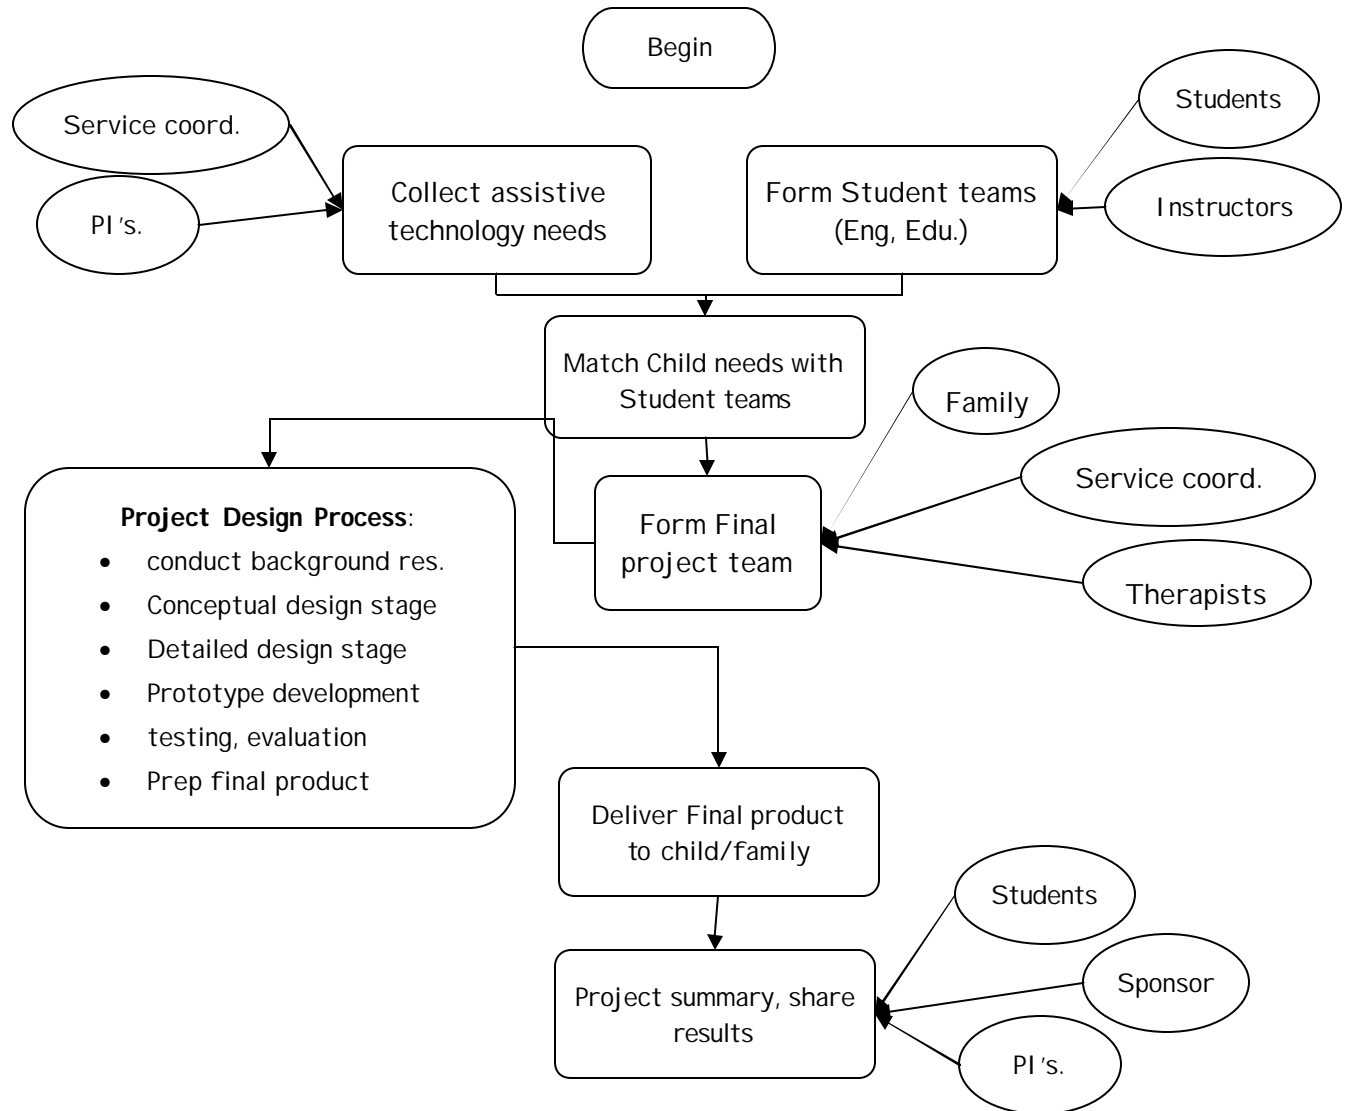 Begin
Students
Service coord.
Collect assistive
technology needs
Form Student teams
(Eng, Edu.)
PI's.
Instructors
Match Child needs with
Student teams
Family
Service coord.
Project Design Process:
• conduct background res.
• Conceptual design stage
• Detailed design stage
• Prototype development
• testing, evaluation
• Prep final product
Form Final
project team
Therapists
Deliver Final product
to child/family
Students
Project summary, share
results
Sponsor
PI's.